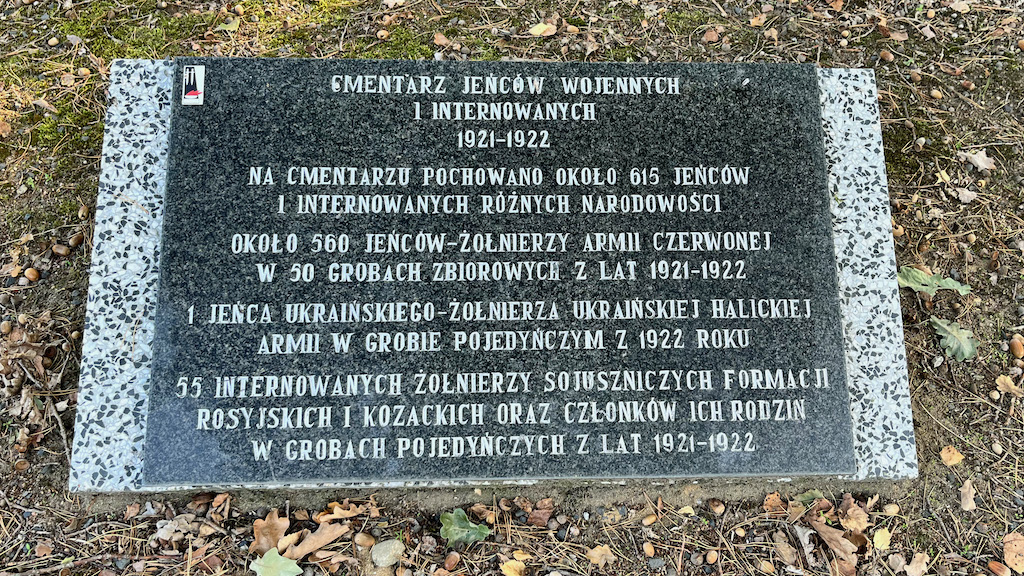 CMENTARZ JEŃCÓW WOJENNYCH
I INTERNOWANYCH
1921-1922
NA CMENTARZU POCHOWANO OKOŁO 615 JEŃCÓW
I INTERNOWANYCH RÓŻNYCH NARODOWOŚCI
OKOŁO 560 JEŃCÓW-ŻOŁNIERZY ARMII CZERWONEJ
W 50 GROBACH ZBIOROWYCH Z LAT 1921-1922
1 JEŃCA UKRAIŃSKIEGO-ŻOŁNIERZA UKRAIŃSKIEJ HALICKIEJ
ARMII W GROBIE POJEDYŃCZYM Z 1922 ROKU
55 INTERNOWANYCH ŻOŁNIERZY SOJUSZNICZYCH FORMACJI
ROSYJSKICH I KOZACKICH ORAZ CZŁONKÓW ICH RODZIN
W GROBACH POJEDYŃCZYCH Z LAT 1921-1922